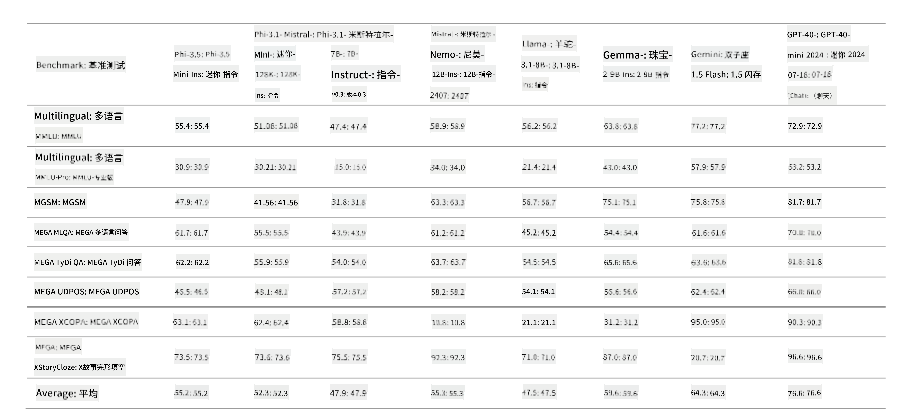 Benchmark: 基准测试
Phi-3.5: Phi-3.5
Mini-Ins: 迷你 指令
Phi-3.1- Mistral-: Phi-3.1- 米斯特拉尔-
Mini-: 迷你-
128K-: 128K-
Ins: 指令
7B-: 7B-
Instruct-: 指令-
Mistral-: 米斯特拉尔-
Nemo-: 尼莫-
12B-Ins: 12B-指令-
2407: 2407
Llama-: 羊驼-
3.1-8B-: 3.1-8B-
Ins: 指令
Gemma-: 珠宝-
2-9B Ins: 2-9B 指令
Gemini: 双子座
1.5 Flash: 1.5 闪存
GPT-40-: GPT-40-
mini 2024: 迷你 2024
07-18: 07-18
(Chat: (聊天)
Multilingual: 多语言
MMLU: MMLU
55.4: 55.4
51.08: 51.08
47.4: 47.4
58.9: 58.9
56.2: 56.2
63.8: 63.8
77.2: 77.2
72.9: 72.9
Multilingual: 多语言
MMLU-Pro: MMLU-专业版
30.9: 30.9
30.21: 30.21
15.0: 15.0
34.0: 34.0
21.4: 21.4
43.0: 43.0
57.9: 57.9
53.2: 53.2
MGSM: MGSM
47.9: 47.9
41.56: 41.56
31.8: 31.8
63.3: 63.3
56.7: 56.7
75.1: 75.1
75.8: 75.8
81.7: 81.7
MEGA MLQA: MEGA 多语言问答
61.7: 61.7
55.5: 55.5
43.9: 43.9
61.2: 61.2
45.2: 45.2
54.4: 54.4
61.6: 61.6
70.0: 70.0
MEGA TyDi QA: MEGA TyDi 问答
62.2: 62.2
55.9: 55.9
54.0: 54.0
63.7: 63.7
54.5: 54.5
65.6: 65.6
63.6: 63.6
81.8: 81.8
MEGA UDPOS: MEGA UDPOS
46.5: 46.5
48.1: 48.1
57.2: 57.2
58.2: 58.2
54.1: 54.1
56.6: 56.6
62.4: 62.4
66.0: 66.0
MEGA XCOPA: MEGA XCOPA
63.1: 63.1
62.4: 62.4
58.8: 58.8
10.8: 10.8
21.1: 21.1
31.2: 31.2
95.0: 95.0
90.3: 90.3
MEGA: MEGA
XStoryCloze: X故事完形填空
73.5: 73.5
73.6: 73.6
75.5: 75.5
92.3: 92.3
71.0: 71.0
87.0: 87.0
20.7: 20.7
96.6: 96.6
Average: 平均
55.2: 55.2
52.3: 52.3
47.9: 47.9
55.3: 55.3
47.5: 47.5
59.6: 59.6
64.3: 64.3
76.6: 76.6